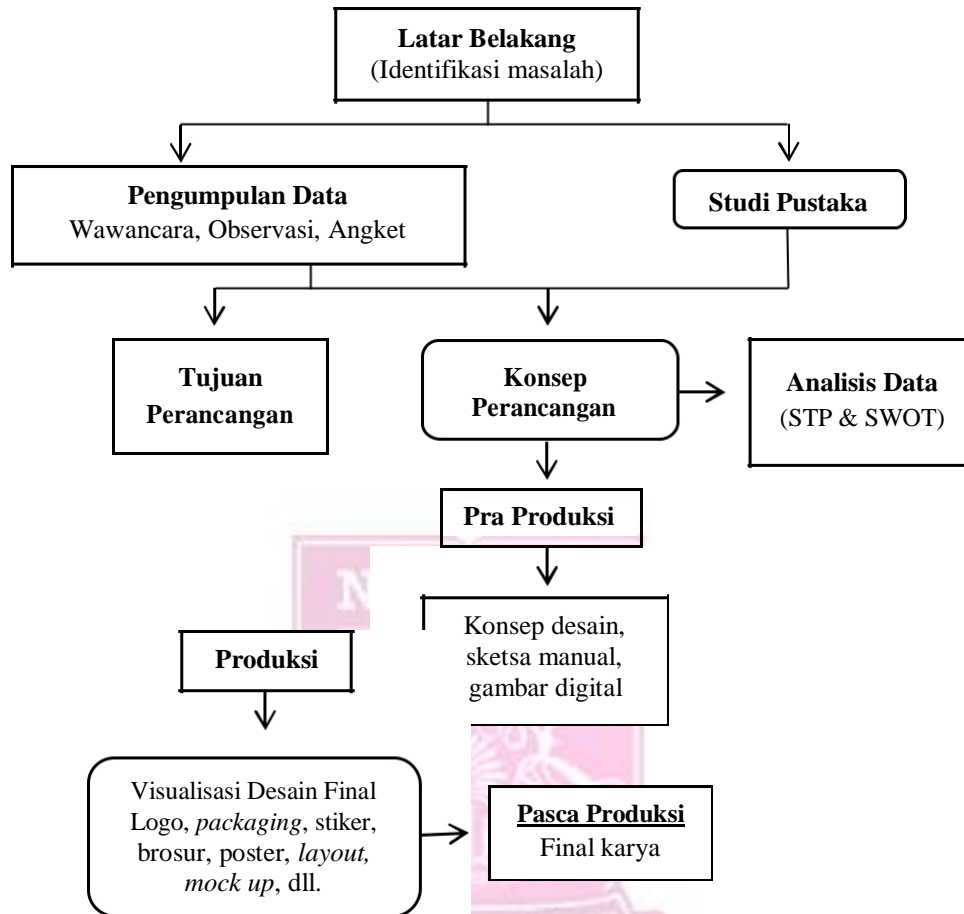 Latar Belakang
(Identifikasi masalah)
Pengumpulan Data
Wawancara, Observasi, Angket
Studi Pustaka
Tujuan
Perancangan
Konsep
Perancangan
Analisis Data
(STP & SWOT)
Pra Produksi
N
Konsep desain,
sketsa manual,
gambar digital
Produksi
Visualisasi Desain Final
Logo, packaging, stiker,
brosur, poster, layout,
mock up, dll.
Pasca Produksi
Final karya